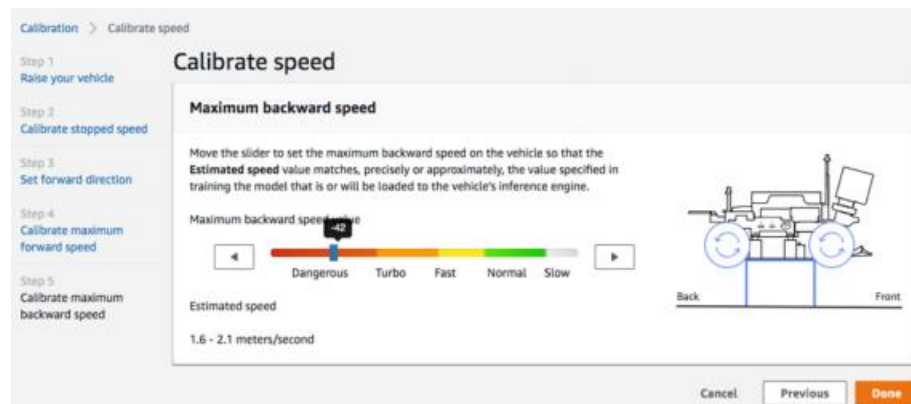 Calibration > Calibrate speed
Step 1
Raise your vehicle
Step 2
Calibrate stopped speed
Step 3
Set forward direction
Step 4
Calibrate maximum
forward speed
Step 5
Calibrate maximum
backward speed
Calibrate speed
Maximum backward speed
Move the slider to set the maximum backward speed on the vehicle so that the
Estimated speed value matches, precisely or approximately, the value specified in
training the model that is or will be loaded to the vehicle's inference engine.
Maximum backward speed value
-42
Dangerous Turbo Fast Normal Slow
Estimated speed
1.6 - 2.1 meters/second
Back Front
Cancel Previous Done